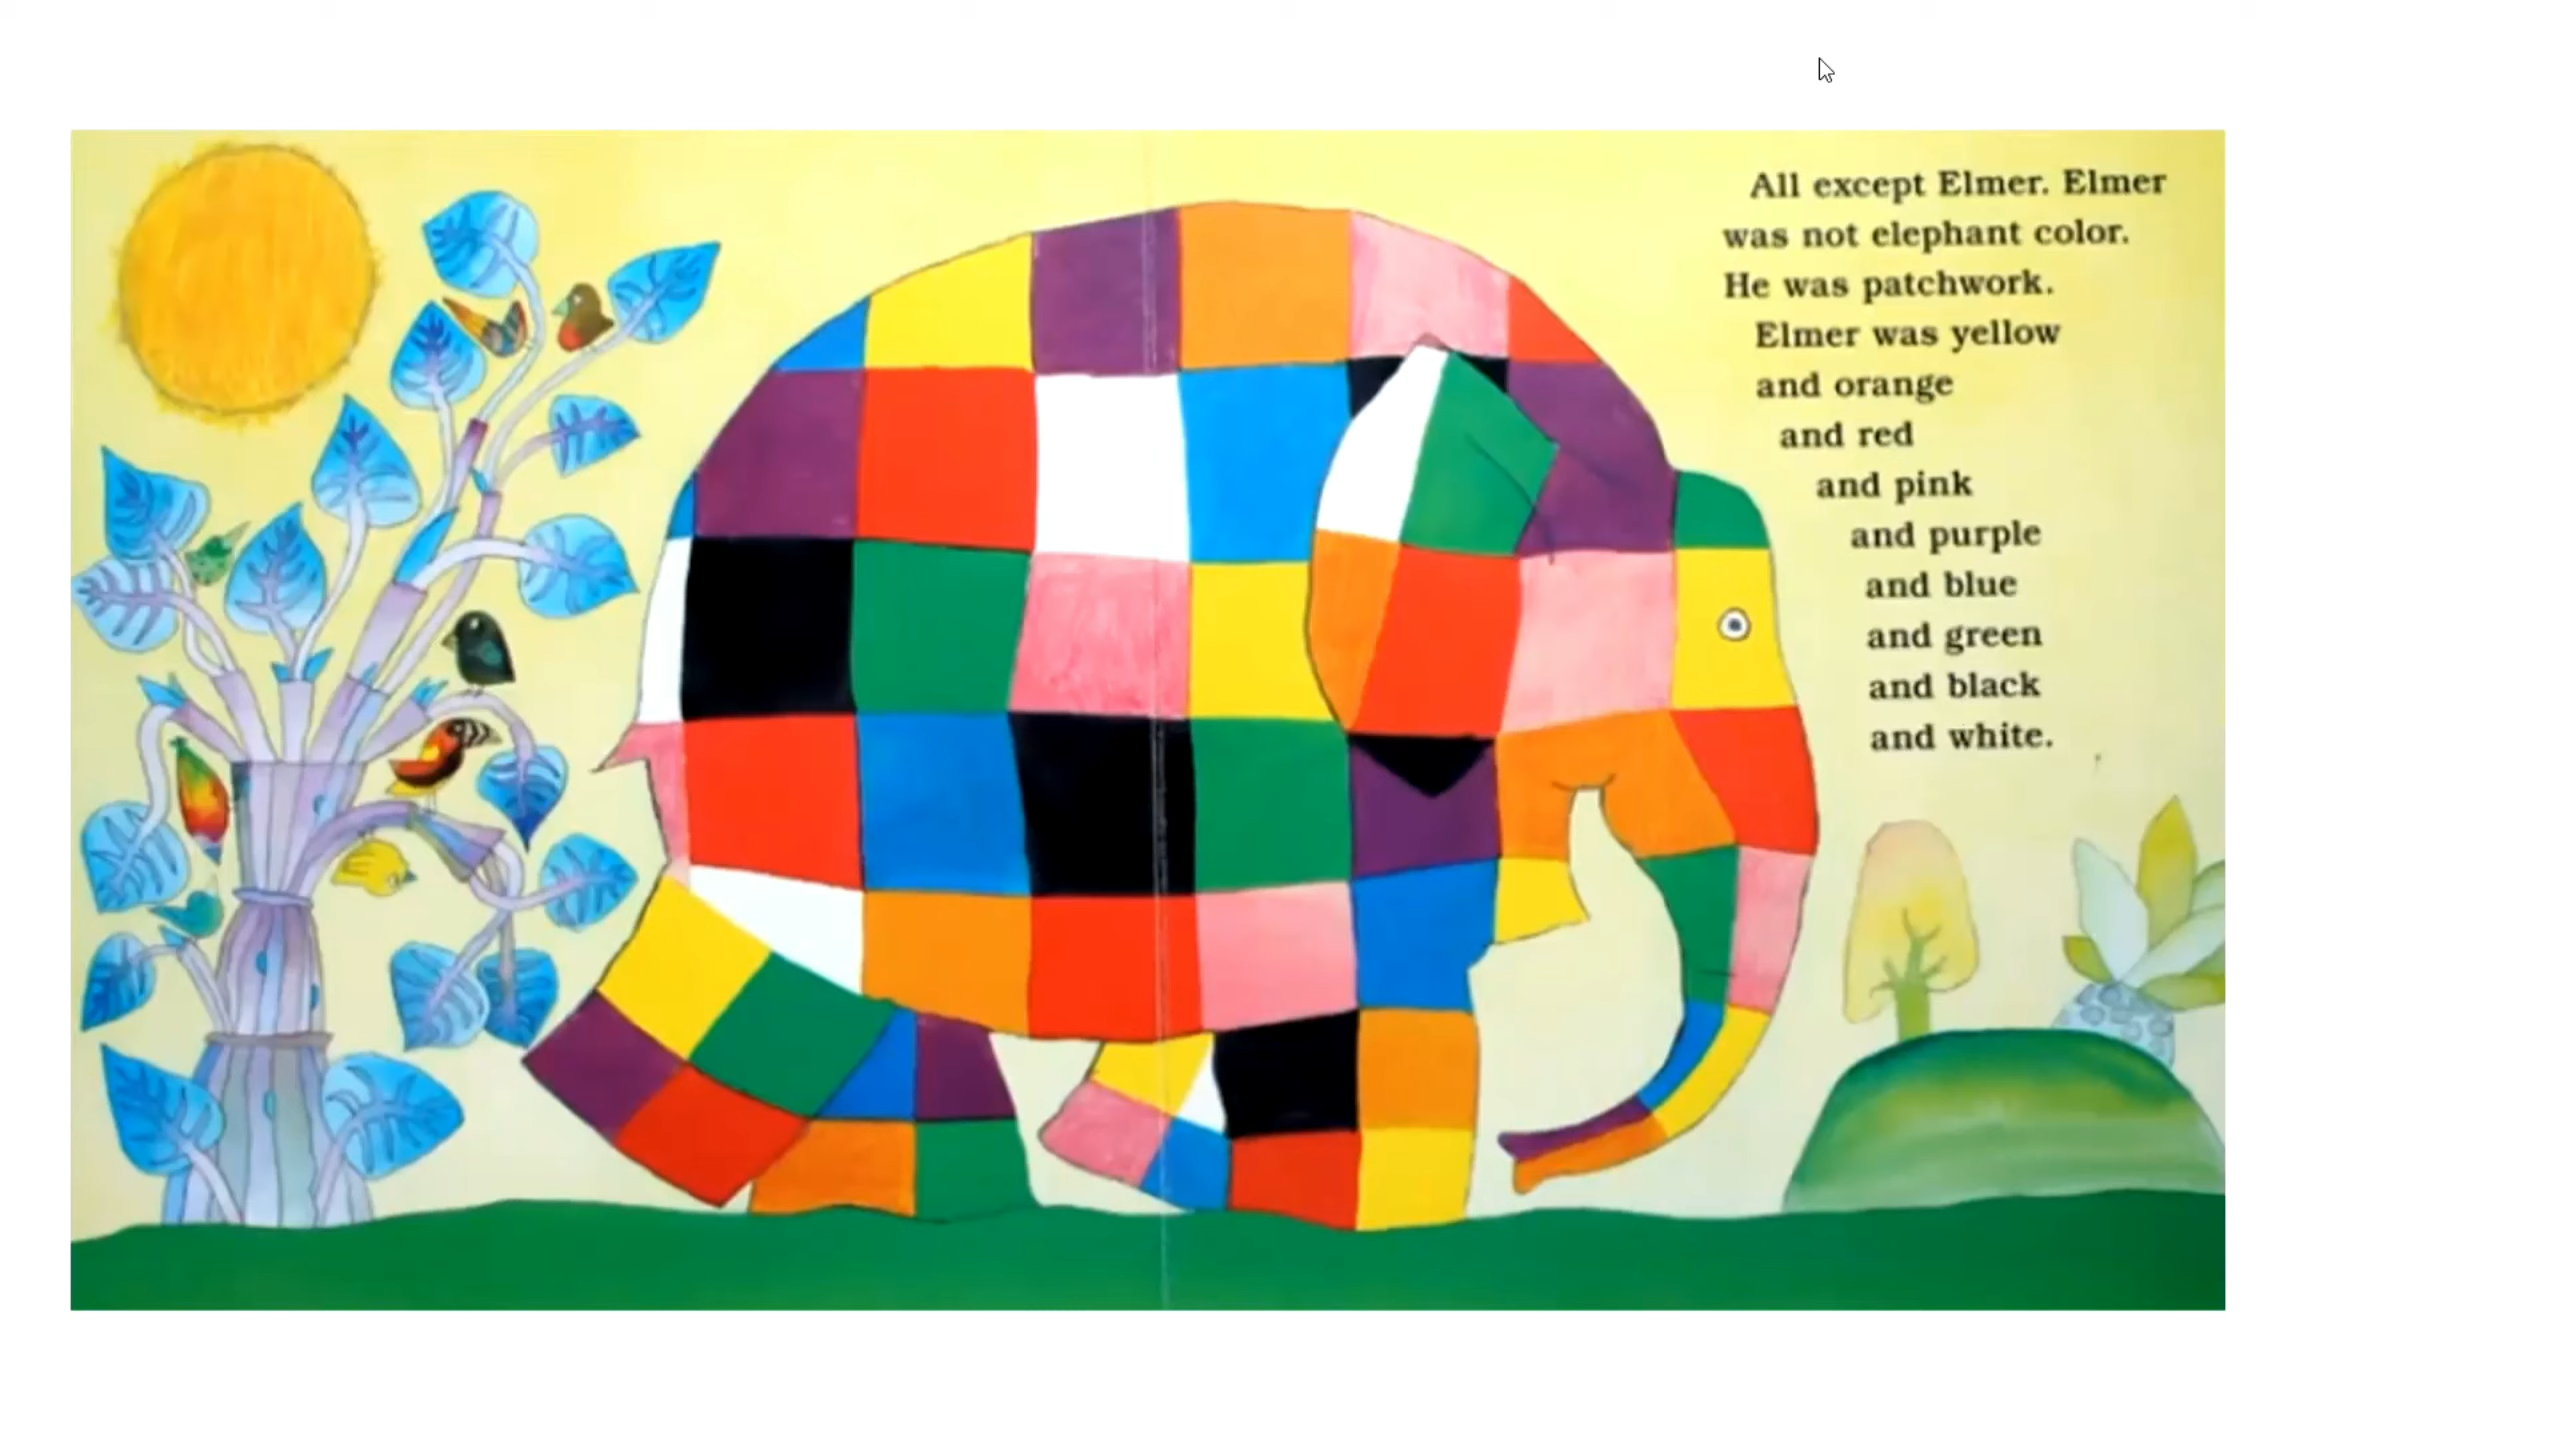 All except Elmer. Elmer
was not elephant color.
He was patchwork.
Elmer was yellow
and orange
and red
and pink
and purple
and blue
and green
and black
and white.